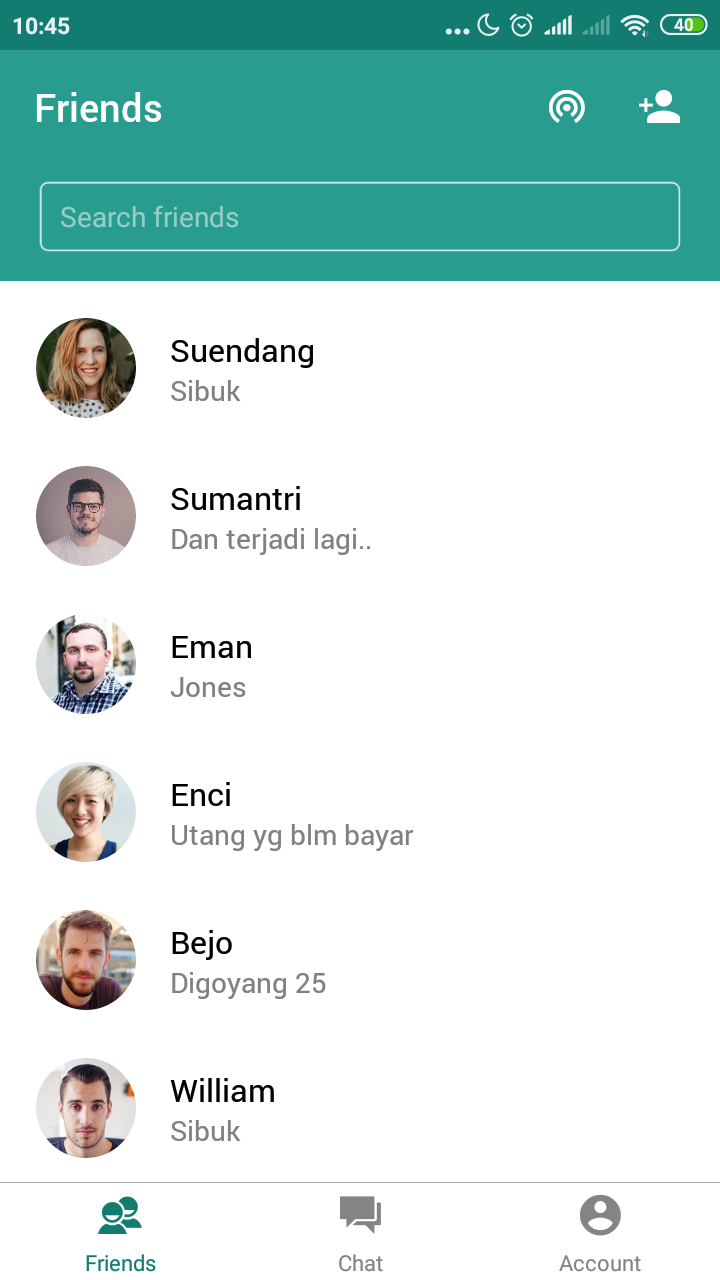 10:45
40
Friends
Search friends
Suendang
Sibuk
Sumantri
Dan terjadi lagi..
Eman
Jones
Enci
Utang yg blm bayar
Bejo
Digoyang 25
William
Sibuk
Friends
Chat
Account